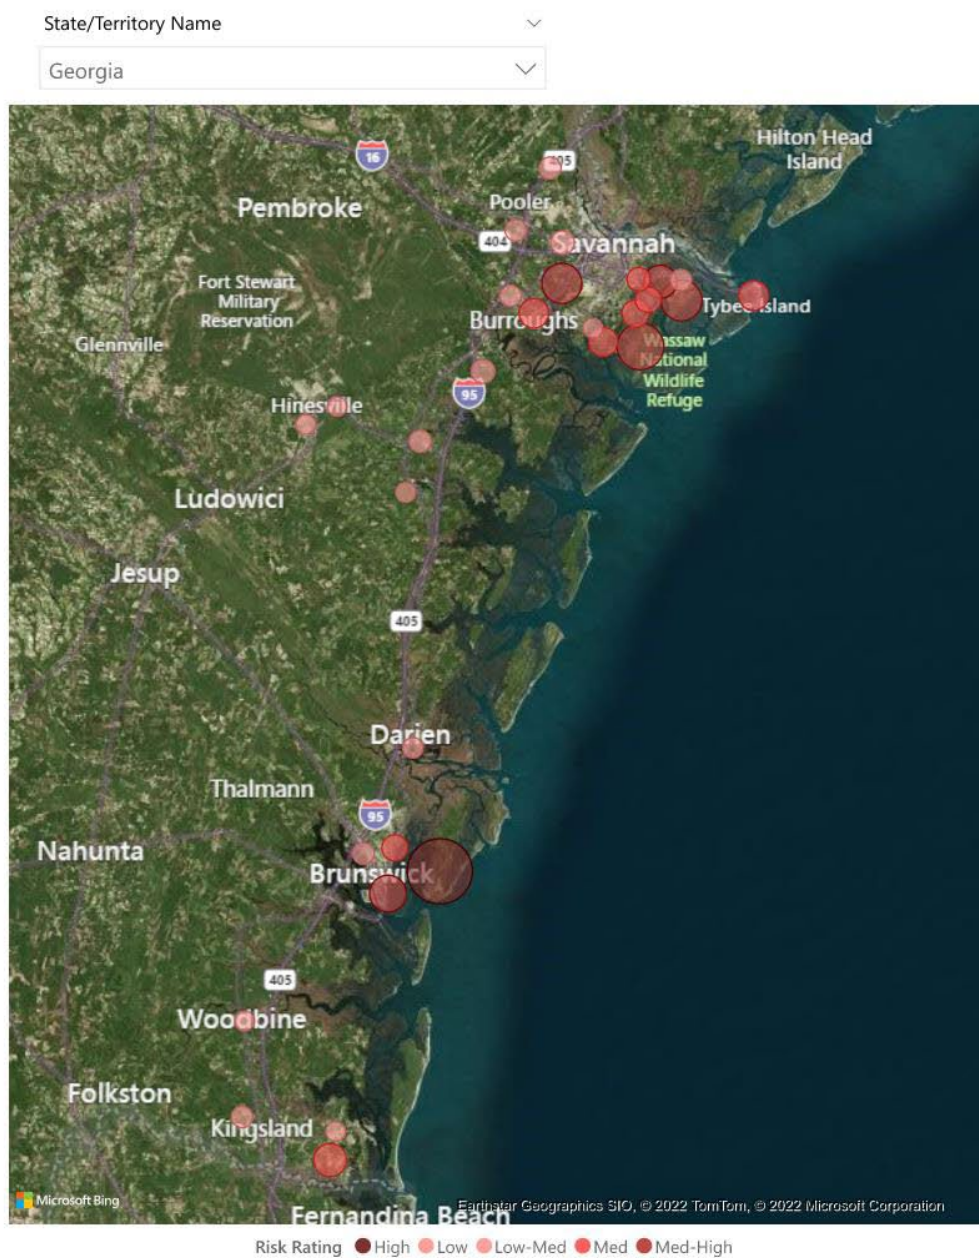 State/Territory Name
Georgia
Hilton Head
Island
16
405
Pooler
Pembroke
404
Savannah
Fort Stewart
Military
Reservation
Tybee Island
Burroughs
Glennville
Wassaw
National
Wildlife
Refuge
95
Hinesville
Ludowici
Jesup
405
Darien
Thalmann
95
Nahunta
Brunswick
405
Woodbine
Folkston
Kingsland
Microsoft Bing
Earthstar Geographics SIO, © 2022 TomTom, © 2022 Microsoft Corporation
Fernandina Beach
Risk Rating High Low Low-Med Med Med-High